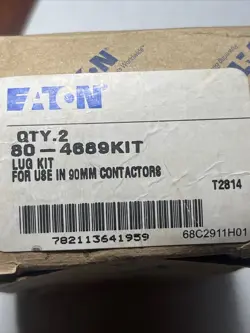 EATON
QTY.2
80-4689KIT
LUG KIT
FOR USE IN 90MM CONTACTORS
T2814
782113641959
68C2911H01